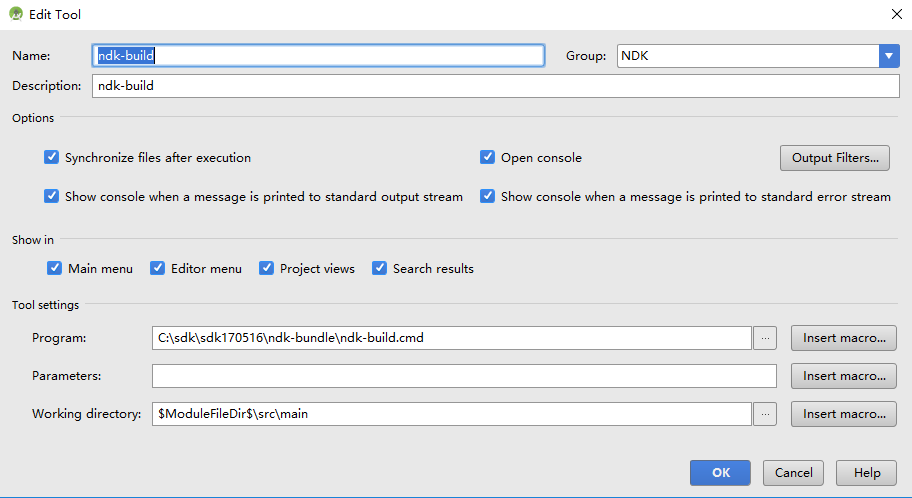 Edit Tool
Name: ndk-build Group: NDK
Description: ndk-build
Options
Synchronize files after execution Open console Output Filters...
Show console when a message is printed to standard output stream Show console when a message is printed to standard error stream
Show in
Main menu Editor menu Project views Search results
Tool settings
Program: C:\sdk\sdk170516\ndk-bundle\ndk-build.cmd ... Insert macro...
Parameters: Insert macro...
Working directory: $ModuleFileDir$\src\main ... Insert macro...
OK Cancel Help